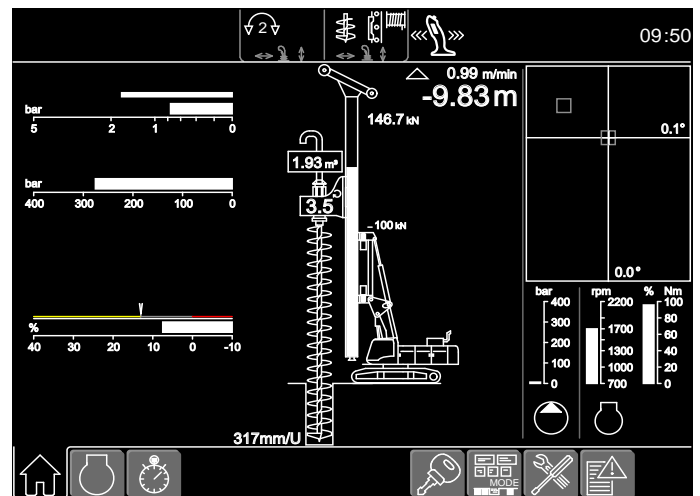 2
09:50
0.99 m/min
-9.83 m
146.7 kN
bar
5 2 1 0
0.1°
1.93 m³
bar
400 300 200 100 0
3.5
100 kN
0.0°
bar rpm % Nm
400 2200 100
300 1700 80
200 1300 60
100 1000 40
0 700 20
0
%
40 30 20 10 0 -10
317mm/U
MODE